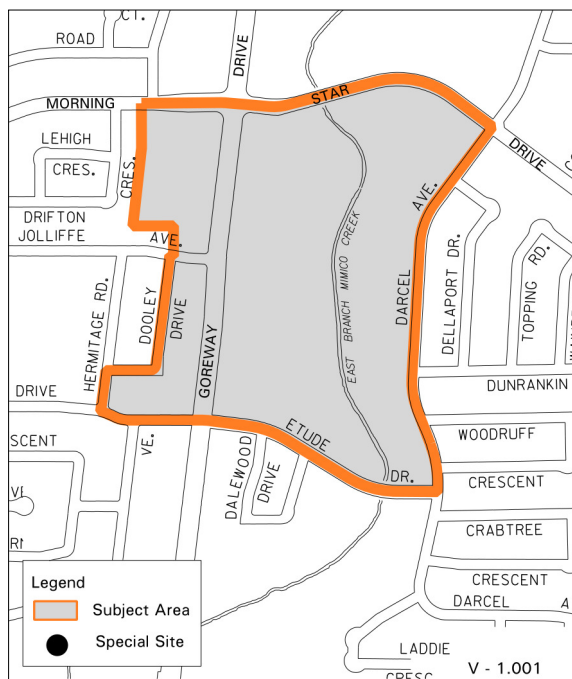 CT.
ROAD
DRIVE
MORNING
STAR
DRIVE
LEHIGH
CRES.
CRES.
DRIFTON
JOLLIFFE
AVE.
AVE.
DARCEL
EAST BRANCH MIMICO CREEK
DELLAPORT DR.
TOPPING RD.
HERMITAGE RD.
DOOLEY
DRIVE
GOREWAY
DRIVE
DUNRANKIN
ETUDE
DR.
WOODRUFF
CRESCENT
SCENT
VE.
DALEWOOD
DRIVE
CRABTREE
CRESCENT
DARCEL
A
LADDIE
CRESC
Legend
Subject Area
Special Site
V - 1.001